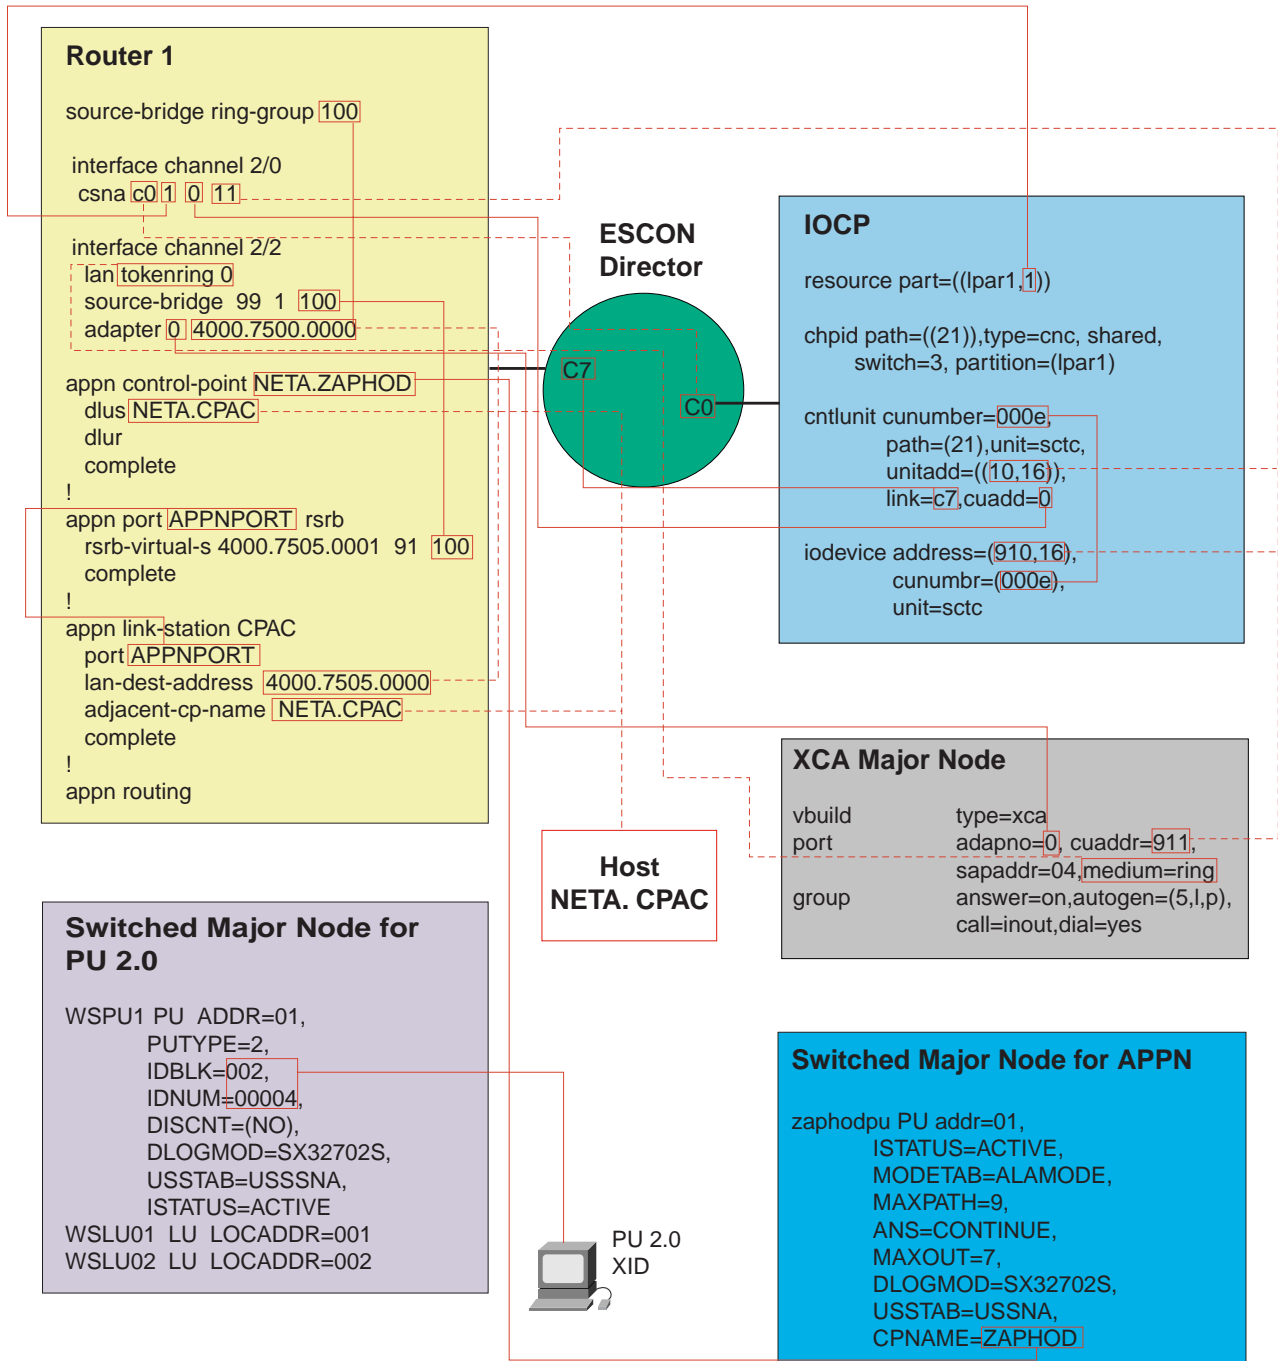 Router 1
source-bridge ring-group 100
interface channel 2/0
csna c0 1 0 11
interface channel 2/2
lan tokenring 0
source-bridge 99 1 100
adapter 0 4000.7500.0000
appn control-point NETA.ZAPHOD
dlus NETA.CPAC
dlur
complete
!
appn port APPNPORT rsrb
rsrb-virtual-s 4000.7505.0001 91 100
complete
!
appn link-station CPAC
port APPNPORT
lan-dest-address 4000.7505.0000
adjacent-cp-name NETA.CPAC
complete
!
appn routing
ESCON
Director
C7
C0
IOCP
resource part=((lpar1,1))
chpid path=((21)),type=cnc, shared,
switch=3, partition=(lpar1)
cntlunit cunumber=000e,
path=(21),unit=sctc,
unitadd=((10,16)),
link=c7,cuadd=0
iodevice address=(910,16),
cunumbr=(000e),
unit=sctc
XCA Major Node
vbuild type=xca
port adapno=0, cuaddr=911,
sapaddr=04,medium=ring
group answer=on,autogen=(5,l,p),
call=inout,dial=yes
Host
NETA. CPAC
Switched Major Node for
PU 2.0
WSPU1 PU ADDR=01,
PUTYPE=2,
IDBLK=002,
IDNUM=00004,
DISCNT=(NO),
DLOGMOD=SX32702S,
USSTAB=USSSNA,
ISTATUS=ACTIVE
WSLU01 LU LOCADDR=001
WSLU02 LU LOCADDR=002
PU 2.0
XID
Switched Major Node for APPN
zaphodpu PU addr=01,
ISTATUS=ACTIVE,
MODETAB=ALAMODE,
MAXPATH=9,
ANS=CONTINUE,
MAXOUT=7,
DLOGMOD=SX32702S,
USSTAB=USSNA,
CPNAME=ZAPHOD